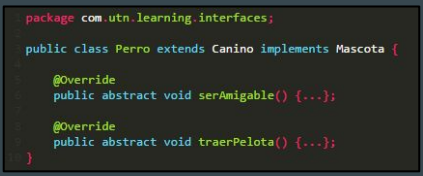 package com.utn.learning.interfaces;
public class Perro extends Canino implements Mascota {
@Override
public abstract void serAmigable() {...};
@Override
public abstract void traerPelota() {...};
10 }